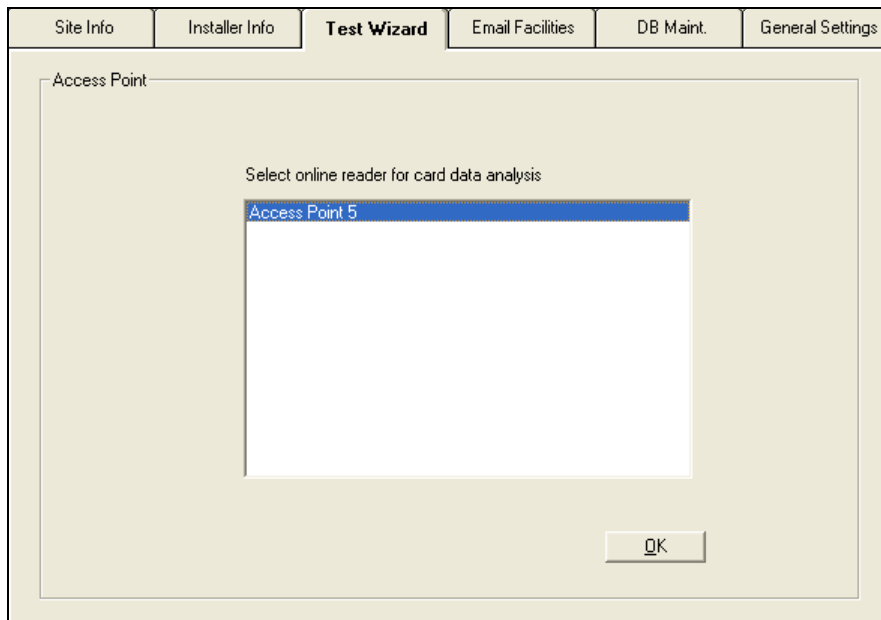 Site Info Installer Info Test Wizard Email Facilities DB Maint. General Settings
Access Point
Select online reader for card data analysis
Access Point 5
OK